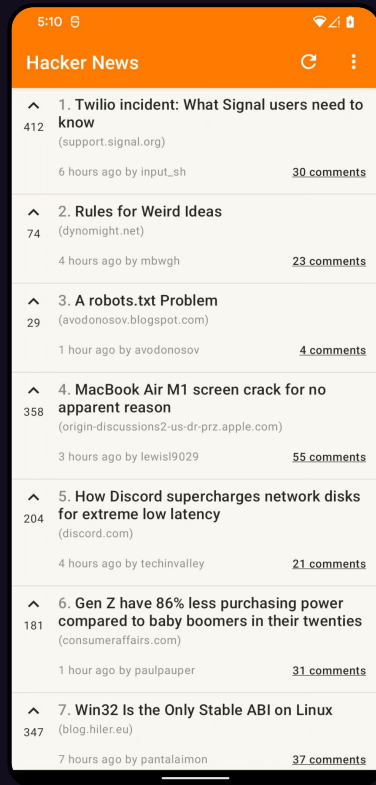 5:10
Hacker News
1. Twilio incident: What Signal users need to
know
412
(support.signal.org)
6 hours ago by input_sh
30 comments
2. Rules for Weird Ideas
74
(dynomight.net)
4 hours ago by mbwgh
23 comments
3. A robots.txt Problem
29
(avodonosov.blogspot.com)
1 hour ago by avodonosov
4 comments
4. MacBook Air M1 screen crack for no
apparent reason
358
(origin-discussions2-us-dr-prz.apple.com)
3 hours ago by lewisl9029
55 comments
5. How Discord supercharges network disks
for extreme low latency
204
(discord.com)
4 hours ago by techinvalley
21 comments
6. Gen Z have 86% less purchasing power
compared to baby boomers in their twenties
181
(consumeraffairs.com)
1 hour ago by paulpauper
31 comments
7. Win32 Is the Only Stable ABI on Linux
347
(blog.hiler.eu)
7 hours ago by pantalaimon
37 comments